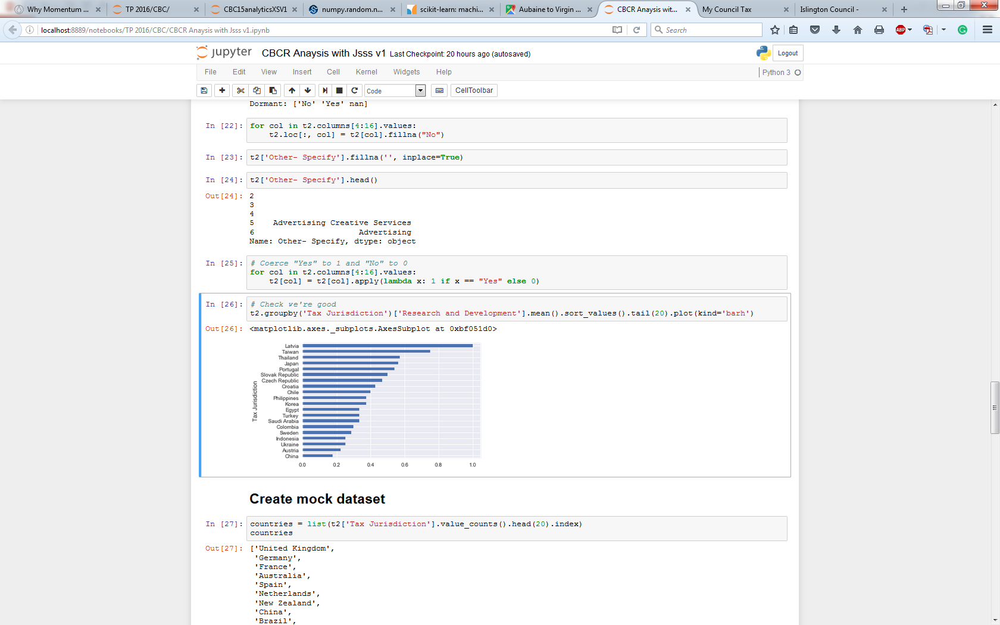 Why Momentum ...
TP 2016/CBC/
CBC15analyticsXSV1
numpy.random.n...
scikit-learn: machi...
Aubaine to Virgin ...
CBCR Anaysis wit...
My Council Tax
Islington Council -
localhost:8889/notebooks/TP 2016/CBC/CBCR Anaysis with Jsss v1.ipynb
Search
ABP
jupyter
CBCR Anaysis with Jsss v1 Last Checkpoint: 20 hours ago (autosaved)
Logout
File Edit View Insert Cell Kernel Widgets Help
Python 3
Code
CellToolbar
Dormant: ['No' 'Yes' nan]
In [22]:
for col in t2.columns[4:16].values:
    t2.loc[:, col] = t2[col].fillna("No")
In [23]:
t2['Other- Specify'].fillna('', inplace=True)
In [24]:
t2['Other- Specify'].head()
Out[24]:
2
3
4
5    Advertising Creative Services
6                      Advertising
Name: Other- Specify, dtype: object
In [25]:
# Coerce "Yes" to 1 and "No" to 0
for col in t2.columns[4:16].values:
    t2[col] = t2[col].apply(lambda x: 1 if x == "Yes" else 0)
In [26]:
# Check we're good
t2.groupby('Tax Jurisdiction')['Research and Development'].mean().sort_values().tail(20).plot(kind='barh')
Out[26]:
<matplotlib.axes._subplots.AxesSubplot at 0xbf051d0>
Tax Jurisdiction
Latvia
Taiwan
Thailand
Japan
Portugal
Slovak Republic
Czech Republic
Croatia
Chile
Philippines
Korea
Egypt
Turkey
Saudi Arabia
Colombia
Sweden
Indonesia
Ukraine
Austria
China
0.0 0.2 0.4 0.6 0.8 1.0
Create mock dataset
In [27]:
countries = list(t2['Tax Jurisdiction'].value_counts().head(20).index)
countries
Out[27]:
['United Kingdom',
 'Germany',
 'France',
 'Australia',
 'Spain',
 'Netherlands',
 'New Zealand',
 'China',
 'Brazil',